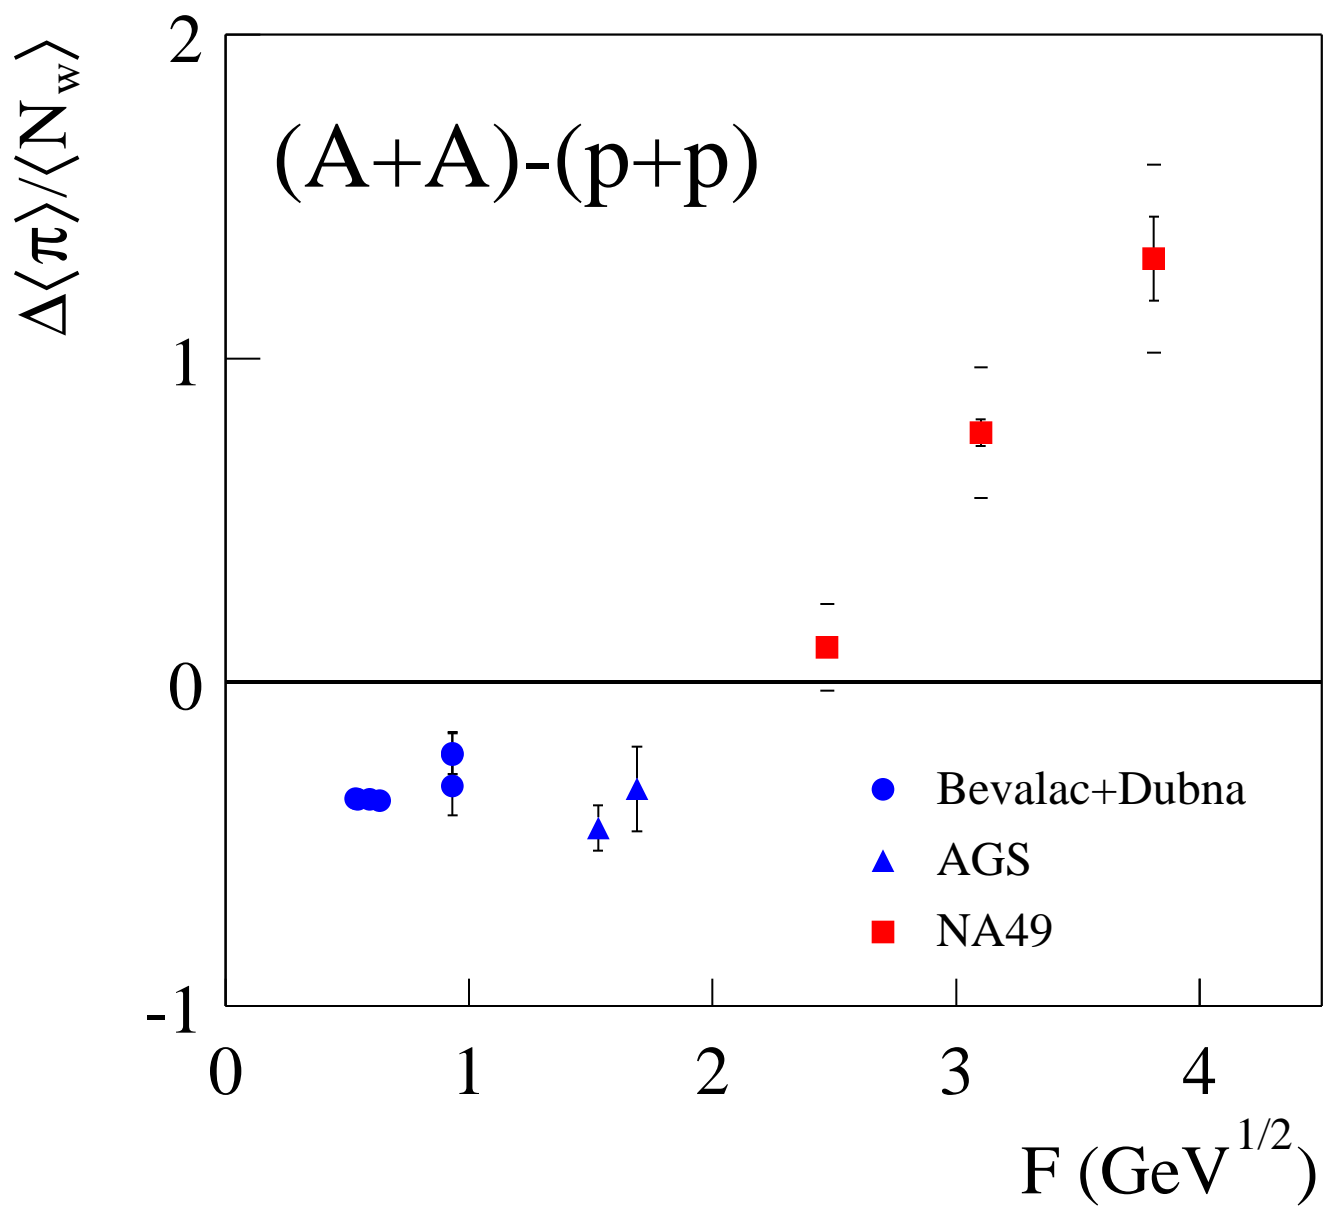 Δ⟨π⟩/⟨N_w⟩
2
1
0
-1
(A+A)-(p+p)
Bevalac+Dubna
AGS
NA49
0 1 2 3 4
F (GeV^1/2)